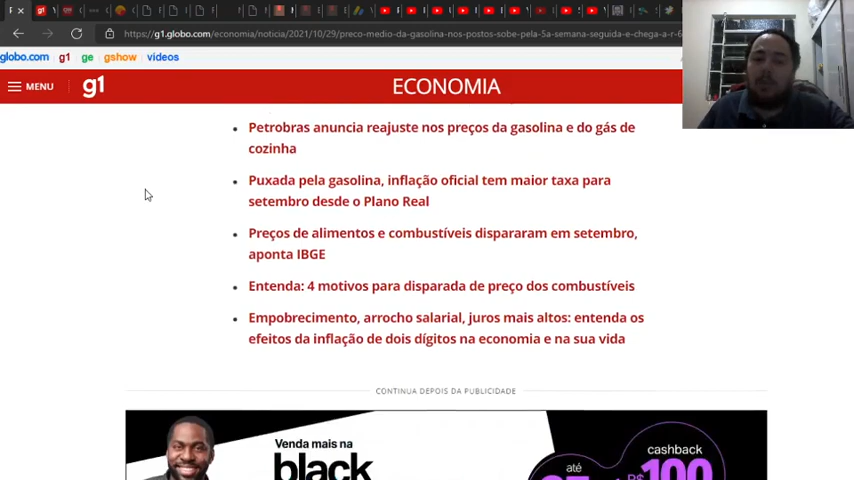 https://g1.globo.com/economia/noticia/2021/10/29/preco-medio-da-gasolina-nos-postos-sobe-pela-5a-semana-seguida-e-chega-a-r-6
globo.com g1 ge gshow videos
MENU g1 ECONOMIA
Petrobras anuncia reajuste nos preços da gasolina e do gás de
cozinha
Puxada pela gasolina, inflação oficial tem maior taxa para
setembro desde o Plano Real
Preços de alimentos e combustíveis dispararam em setembro,
aponta IBGE
Entenda: 4 motivos para disparada de preço dos combustíveis
Empobrecimento, arrocho salarial, juros mais altos: entenda os
efeitos da inflação de dois dígitos na economia e na sua vida
CONTINUA DEPOIS DA PUBLICIDADE
Venda mais na
black
até
cashback
R$100